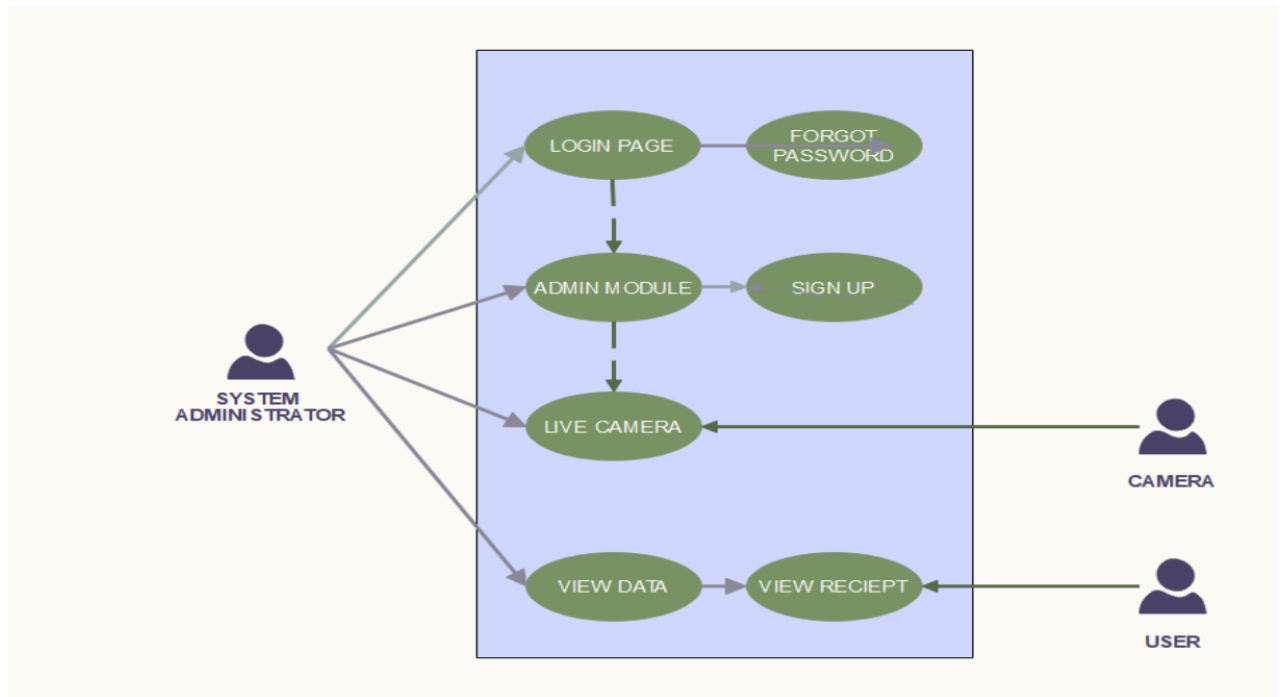 LOGIN PAGE
FORGOT
PASSWORD
ADMIN MODULE
SIGN UP
SYSTEM
ADMINISTRATOR
LIVE CAMERA
CAMERA
VIEW DATA
VIEW RECIEPT
USER